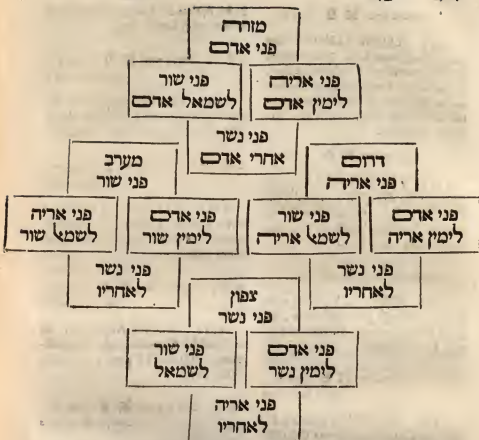 מזרח
פני אדם
פני אריה
לימין אדם
פני שור
לשמאל אדם
פני נשר
אחרי אדם
דרום
פני אריה
פני אדם
לימין אריה
פני שור
לשמאל אריה
פני נשר
לאחריו
מערב
פני שור
פני אדם
לימין שור
פני אריה
לשמאל שור
פני נשר
לאחריו
צפון
פני נשר
פני אדם
לימין נשר
פני שור
לשמאל
פני אריה
לאחריו